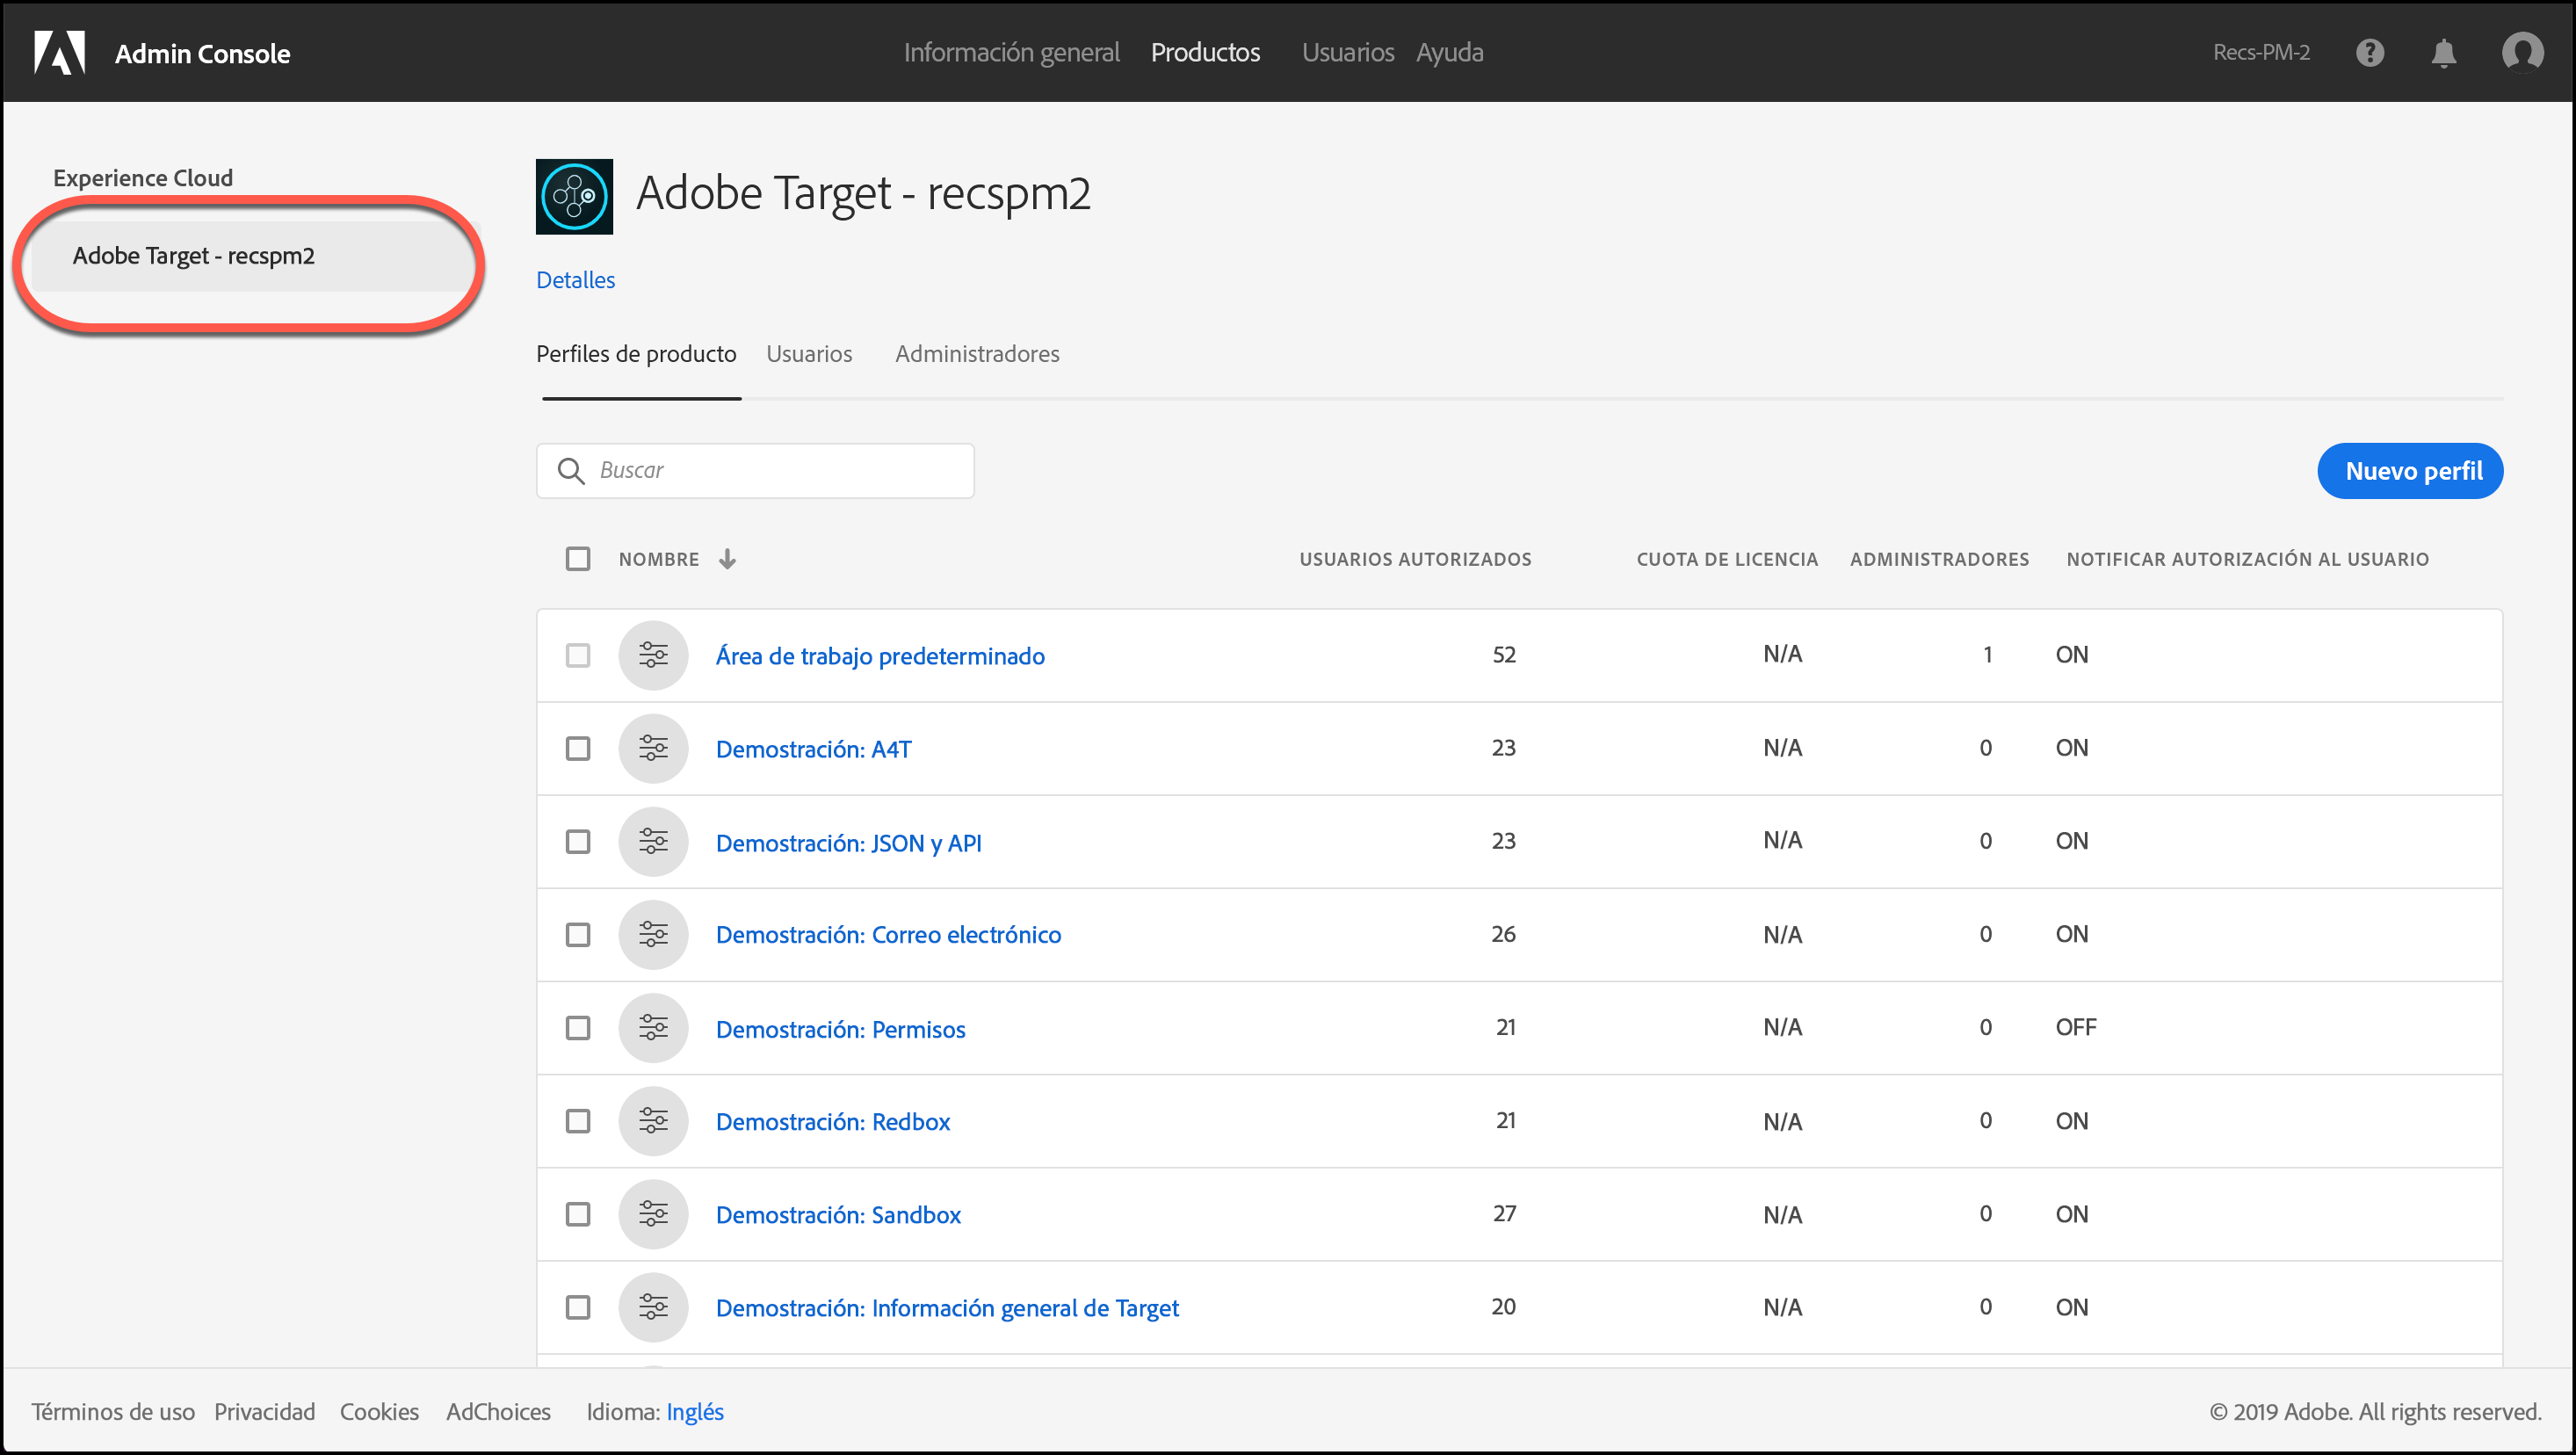 Admin Console Información general Productos Usuarios Ayuda Recs-PM-2
Experience Cloud
Adobe Target - recspm2
Adobe Target - recspm2
Detalles
Perfiles de producto Usuarios Administradores
Buscar Nuevo perfil
NOMBRE USUARIOS AUTORIZADOS CUOTA DE LICENCIA ADMINISTRADORES NOTIFICAR AUTORIZACIÓN AL USUARIO
Área de trabajo predeterminado 52 N/A 1 ON
Demostración: A4T 23 N/A 0 ON
Demostración: JSON y API 23 N/A 0 ON
Demostración: Correo electrónico 26 N/A 0 ON
Demostración: Permisos 21 N/A 0 OFF
Demostración: Redbox 21 N/A 0 ON
Demostración: Sandbox 27 N/A 0 ON
Demostración: Información general de Target 20 N/A 0 ON
Términos de uso Privacidad Cookies AdChoices Idioma: Inglés © 2019 Adobe. All rights reserved.